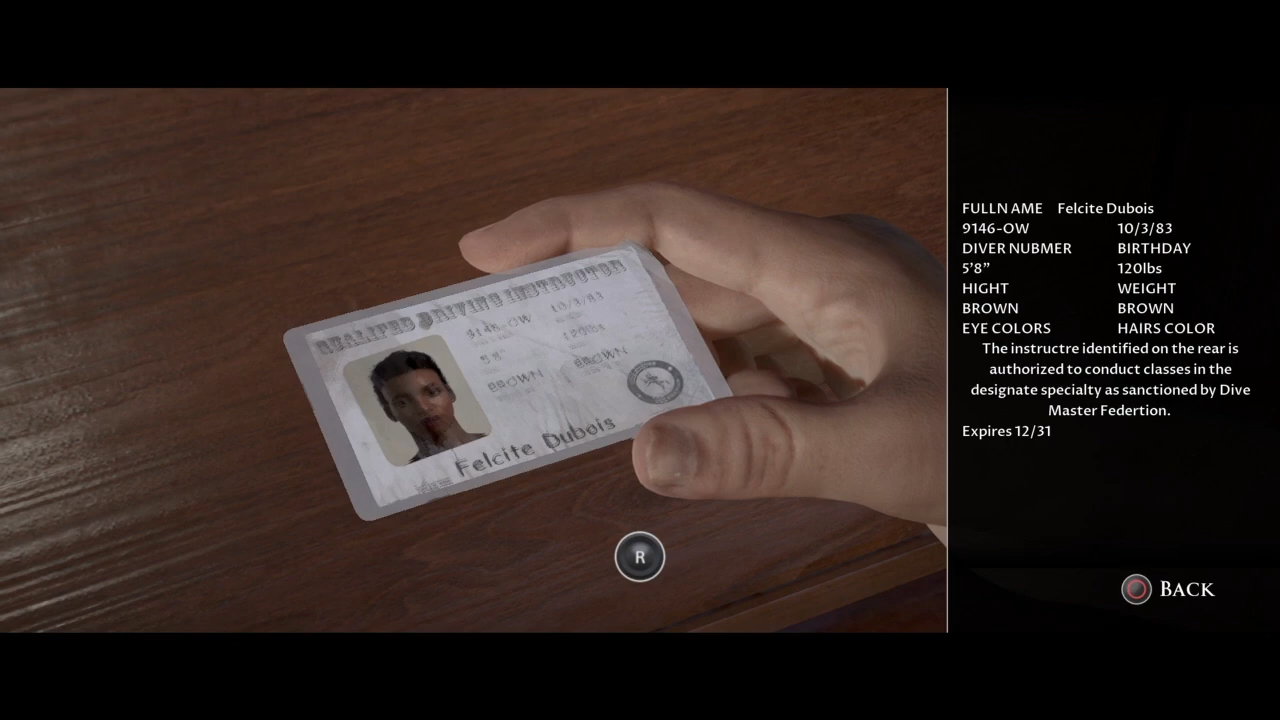 QUALIFED DRIVING INSTRUCTOR
9146-OW 10/3/83
5'8" 120lbs
BROWN BROWN
Felcite Dubois
R
FULLN AME Felcite Dubois
9146-OW 10/3/83
DIVER NUBMER BIRTHDAY
5'8” 120lbs
HIGHT WEIGHT
BROWN BROWN
EYE COLORS HAIRS COLOR
The instructre identified on the rear is
authorized to conduct classes in the
designate specialty as sanctioned by Dive
Master Federtion.
Expires 12/31
BACK